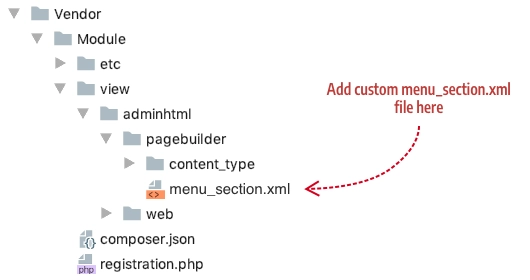 Vendor
Module
etc
view
adminhtml
pagebuilder
content_type
menu_section.xml
<>
web
composer.json
{}
registration.php
php
Add custom menu_section.xml
file here